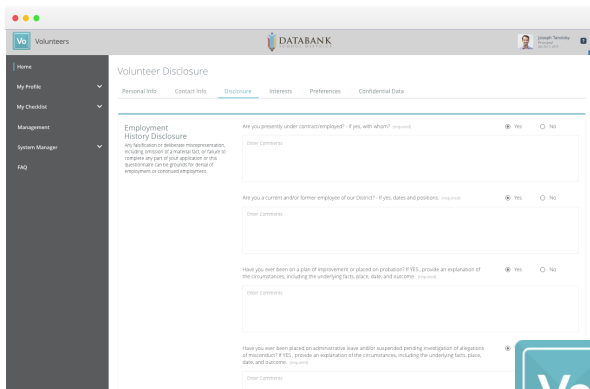 Vo Volunteers
DATABANK
SCHOOL DISTRICT
Joseph Tennisley
Principal
Home
My Profile
My Checklist
Management
System Manager
FAQ
Volunteer Disclosure
Personal Info Contact Info Disclosure Interests Preferences Confidential Data
Employment
History Disclosure
Any falsification or deliberate misrepresentation,
including omission of a material fact, or failure to
complete any part of your application or this
questionnaire can be grounds for denial of
employment or continued employment
Are you presently under contract/employed? - If yes, with whom? (required) Yes No
Enter Comments
Are you a current and/or former employee of our District? - If yes, dates and positions. (required) Yes No
Enter Comments
Have you ever been on a plan of improvement or placed on probation? If YES , provide an explanation of
the circumstances, including the underlying facts, place, date, and outcome. (required) Yes No
Enter Comments
Have you ever been placed on administrative leave and/or suspended pending investigation of allegations
of misconduct? If YES , provide an explanation of the circumstances, including the underlying facts, place,
date, and outcome. (required)
Enter Comments
Vo